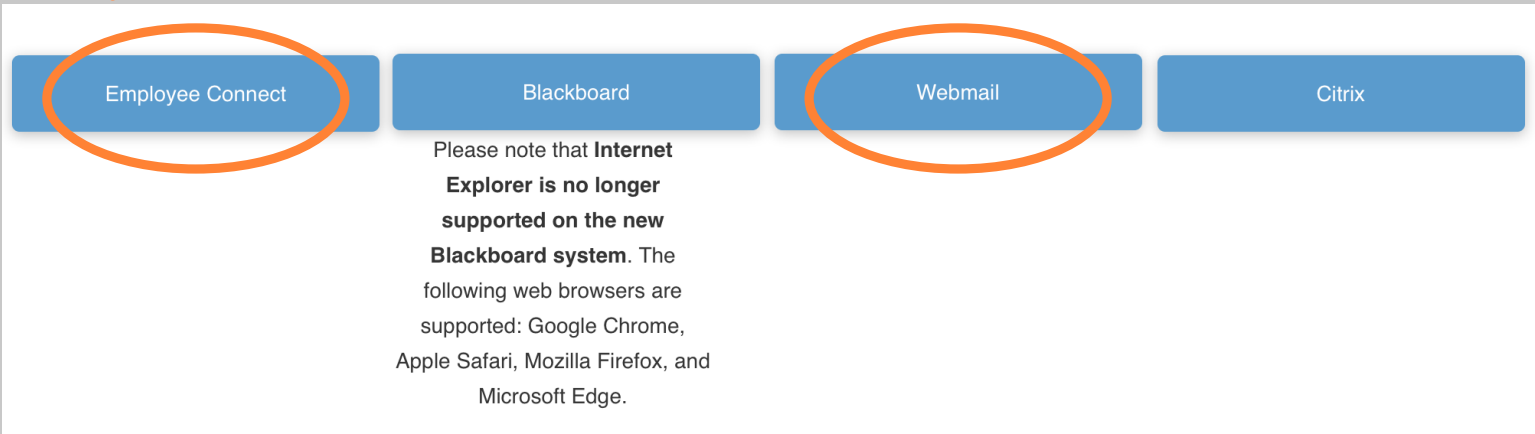 Employee Connect
Blackboard
Webmail
Citrix
Please note that Internet
Explorer is no longer
supported on the new
Blackboard system. The
following web browsers are
supported: Google Chrome,
Apple Safari, Mozilla Firefox, and
Microsoft Edge.